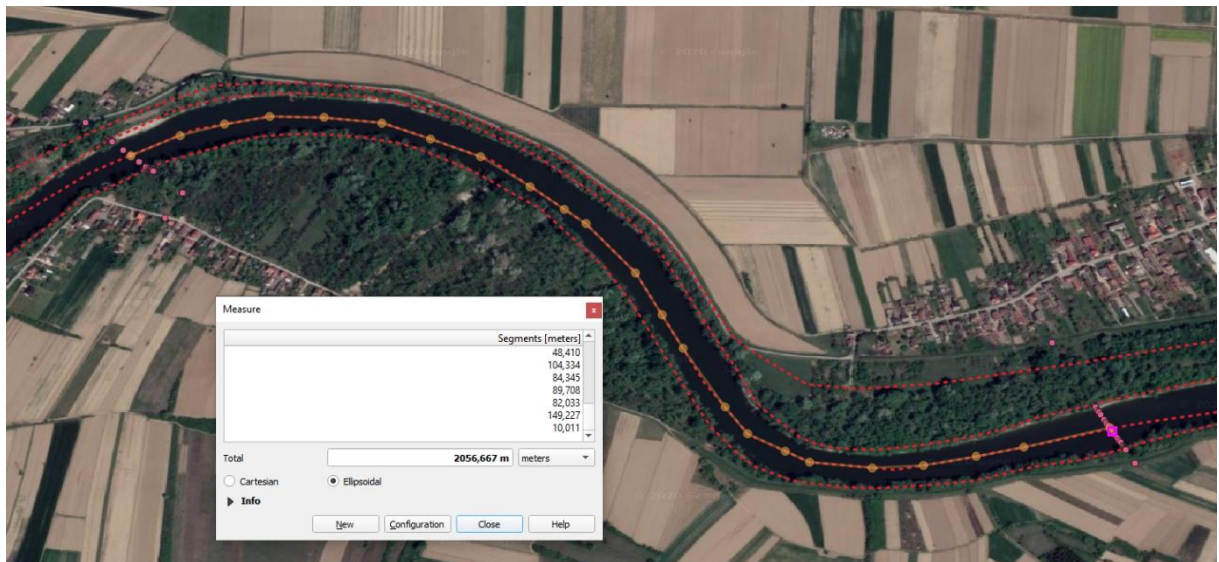 Measure
x
Segments [meters]
48,410
104,334
84,345
89,708
82,033
149,227
10,011
Total 2056,667 m meters
Cartesian Ellipsoidal
Info
New Configuration Close Help